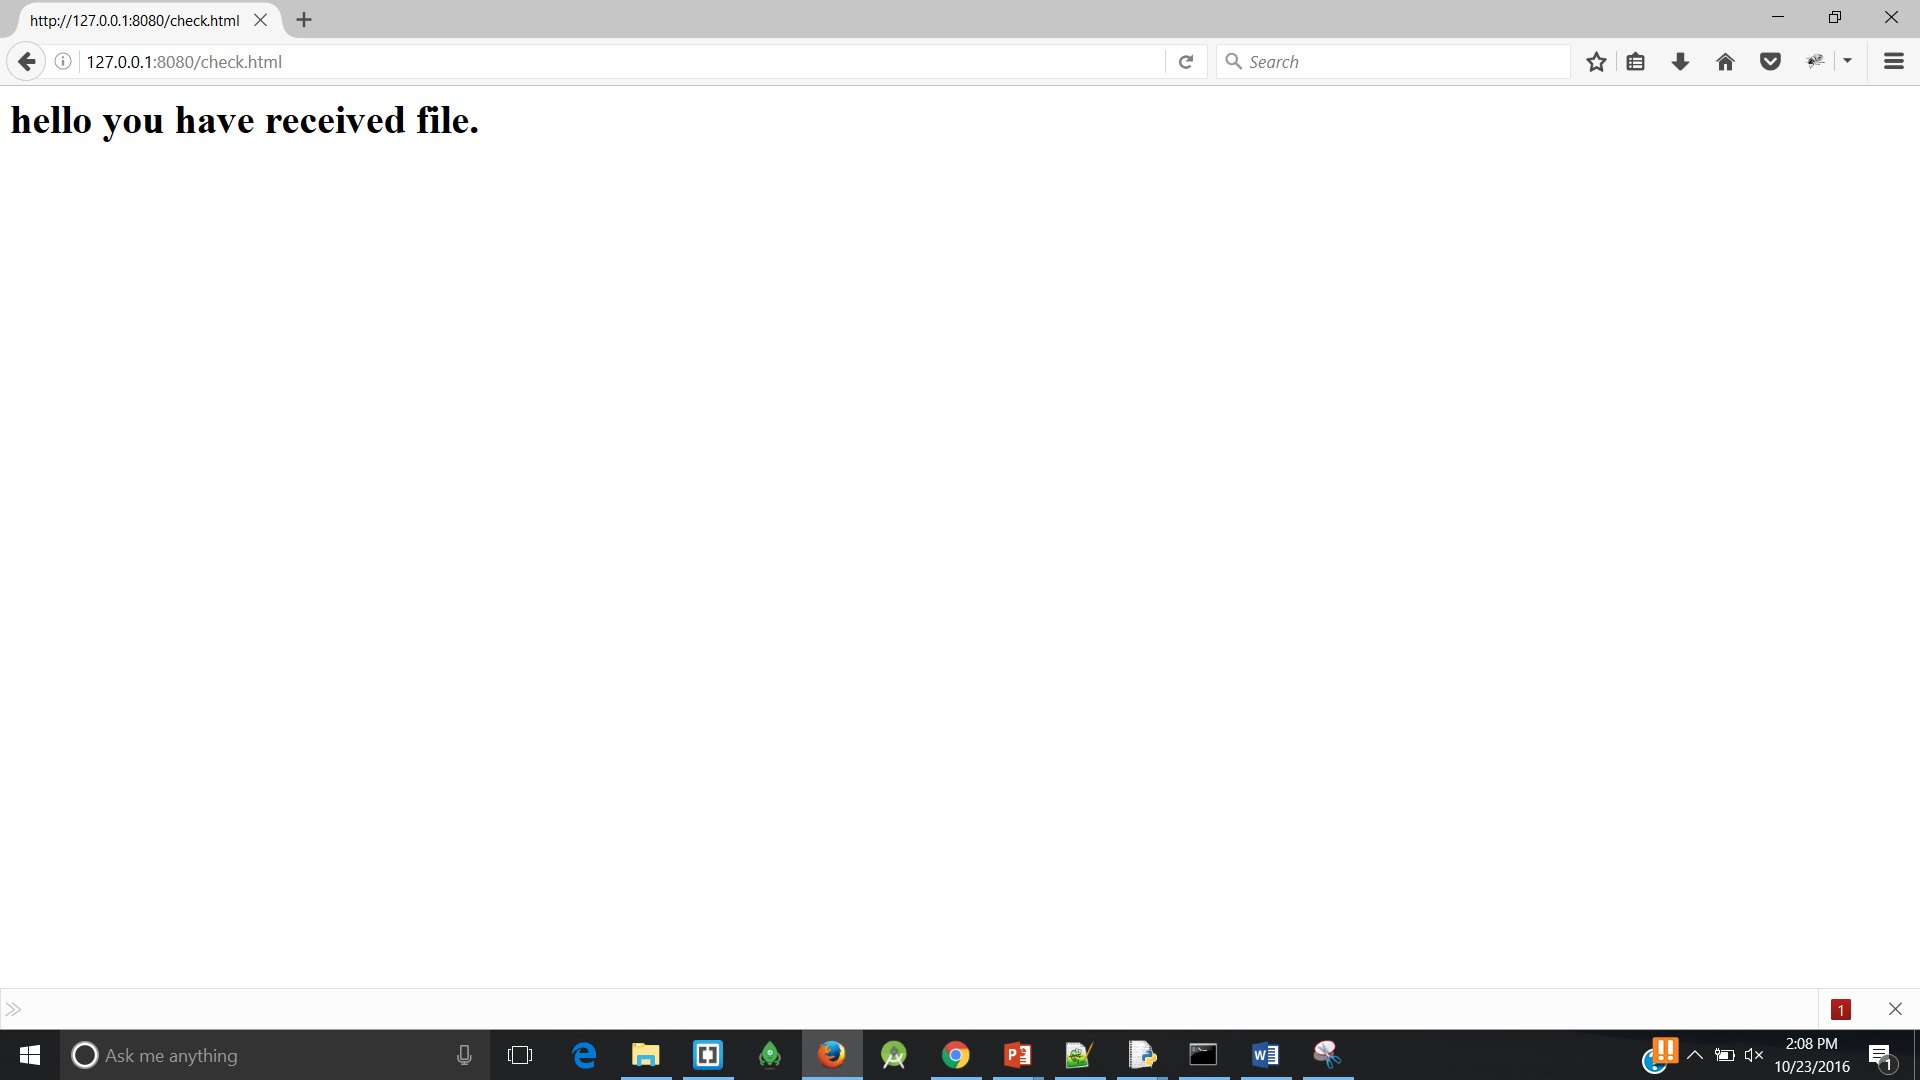 http://127.0.0.1:8080/check.html
127.0.0.1:8080/check.html
Search
hello you have received file.
1
Ask me anything
2:08 PM
10/23/2016
1